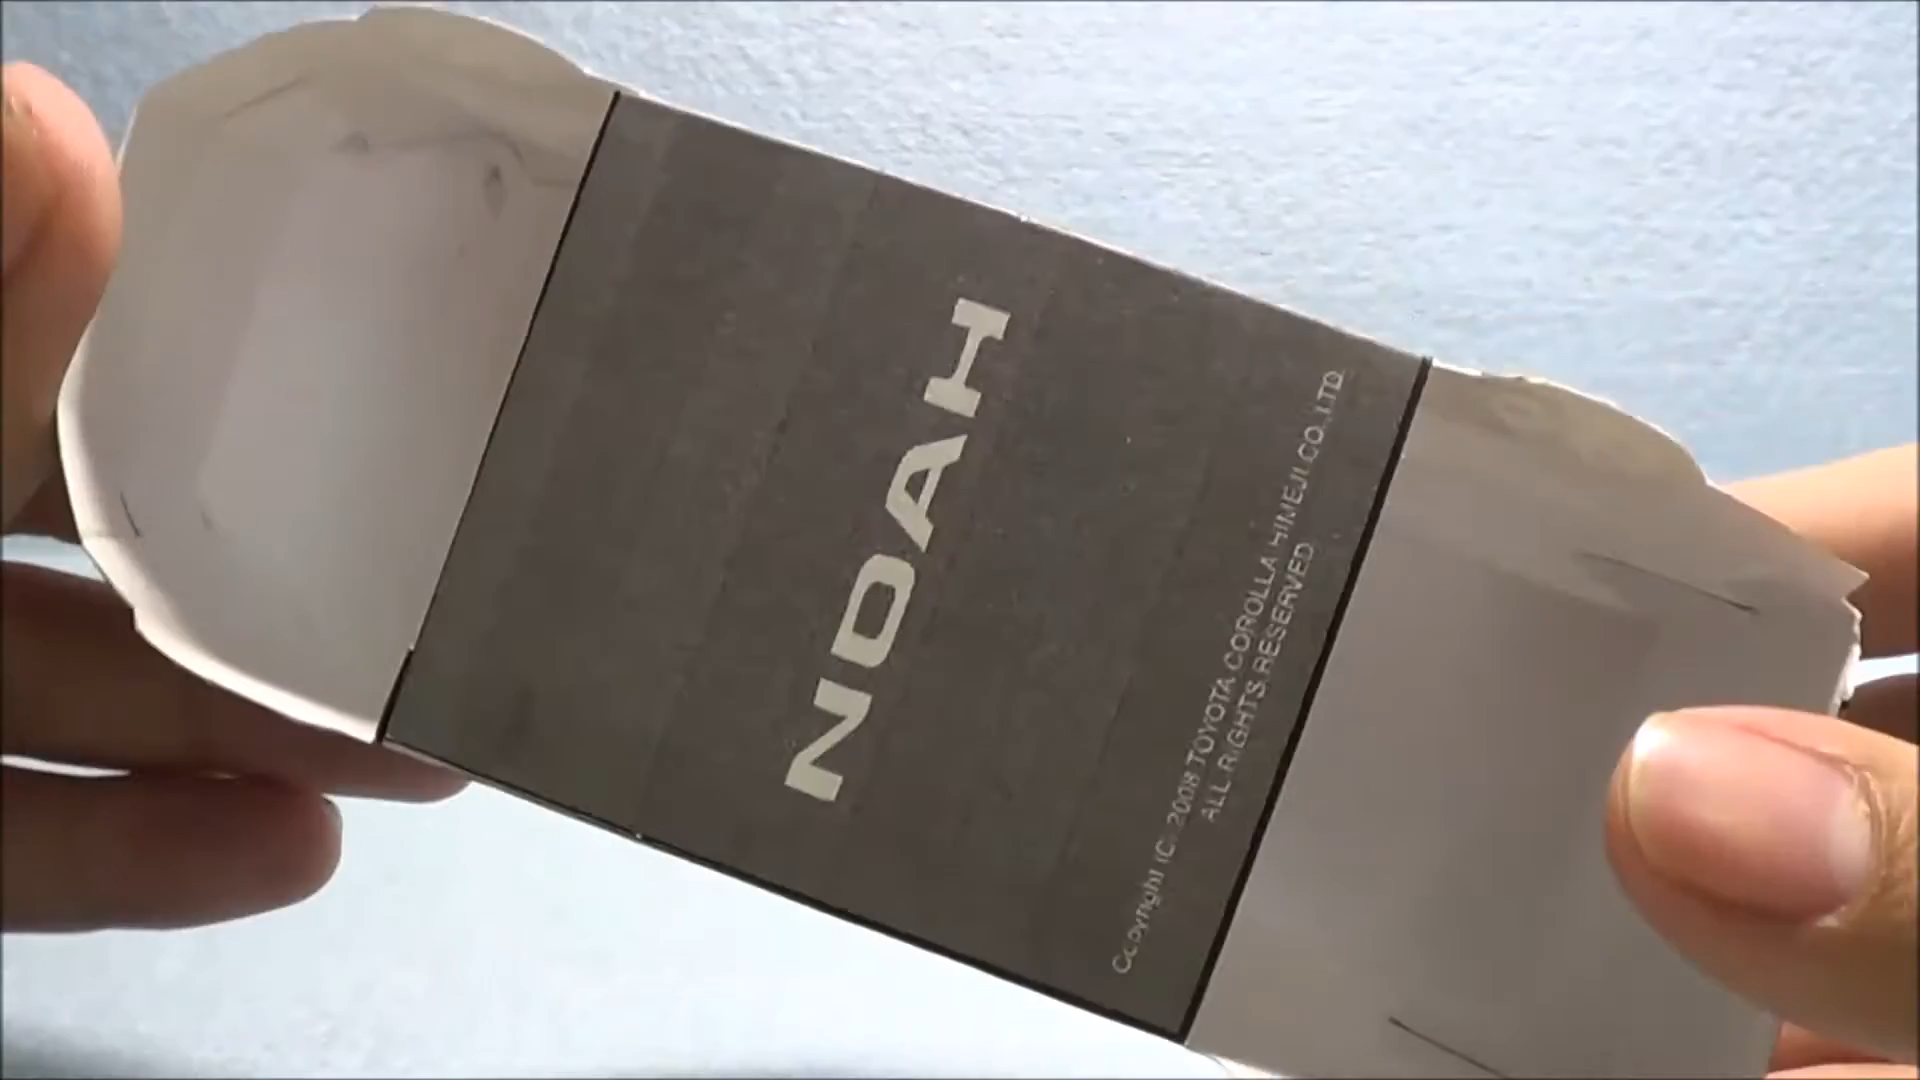 NOAH
Copyright (C) 2008 TOYOTA COROLLA HIMEJI CO.,LTD.
ALL RIGHTS RESERVED